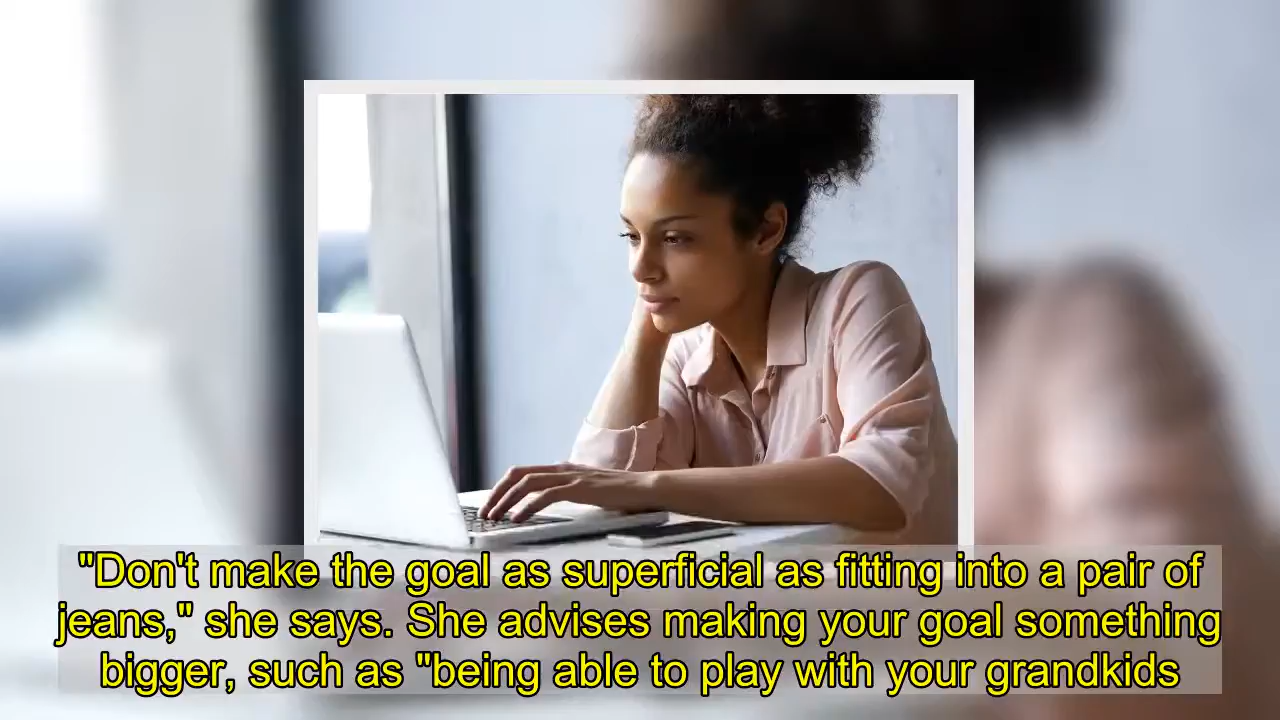 "Don't make the goal as superficial as fitting into a pair of
jeans," she says. She advises making your goal something
bigger, such as "being able to play with your grandkids